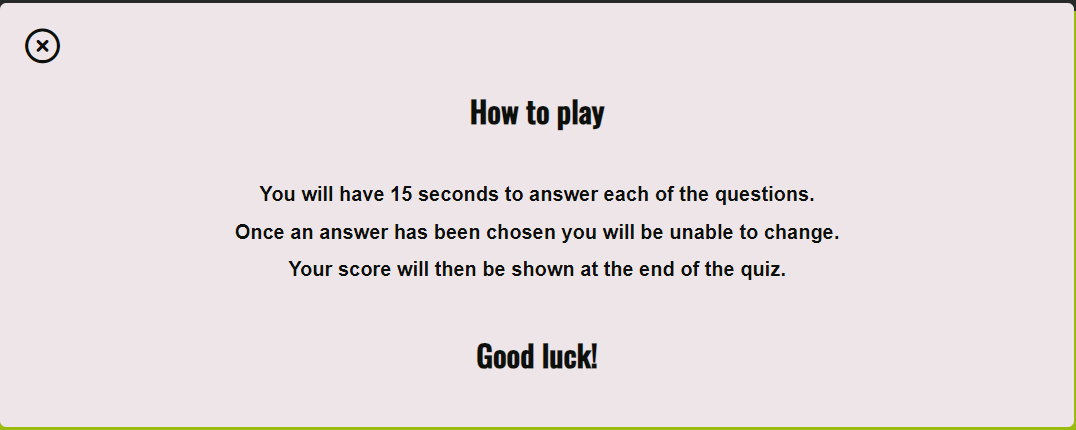 How to play
You will have 15 seconds to answer each of the questions.
Once an answer has been chosen you will be unable to change.
Your score will then be shown at the end of the quiz.
Good luck!